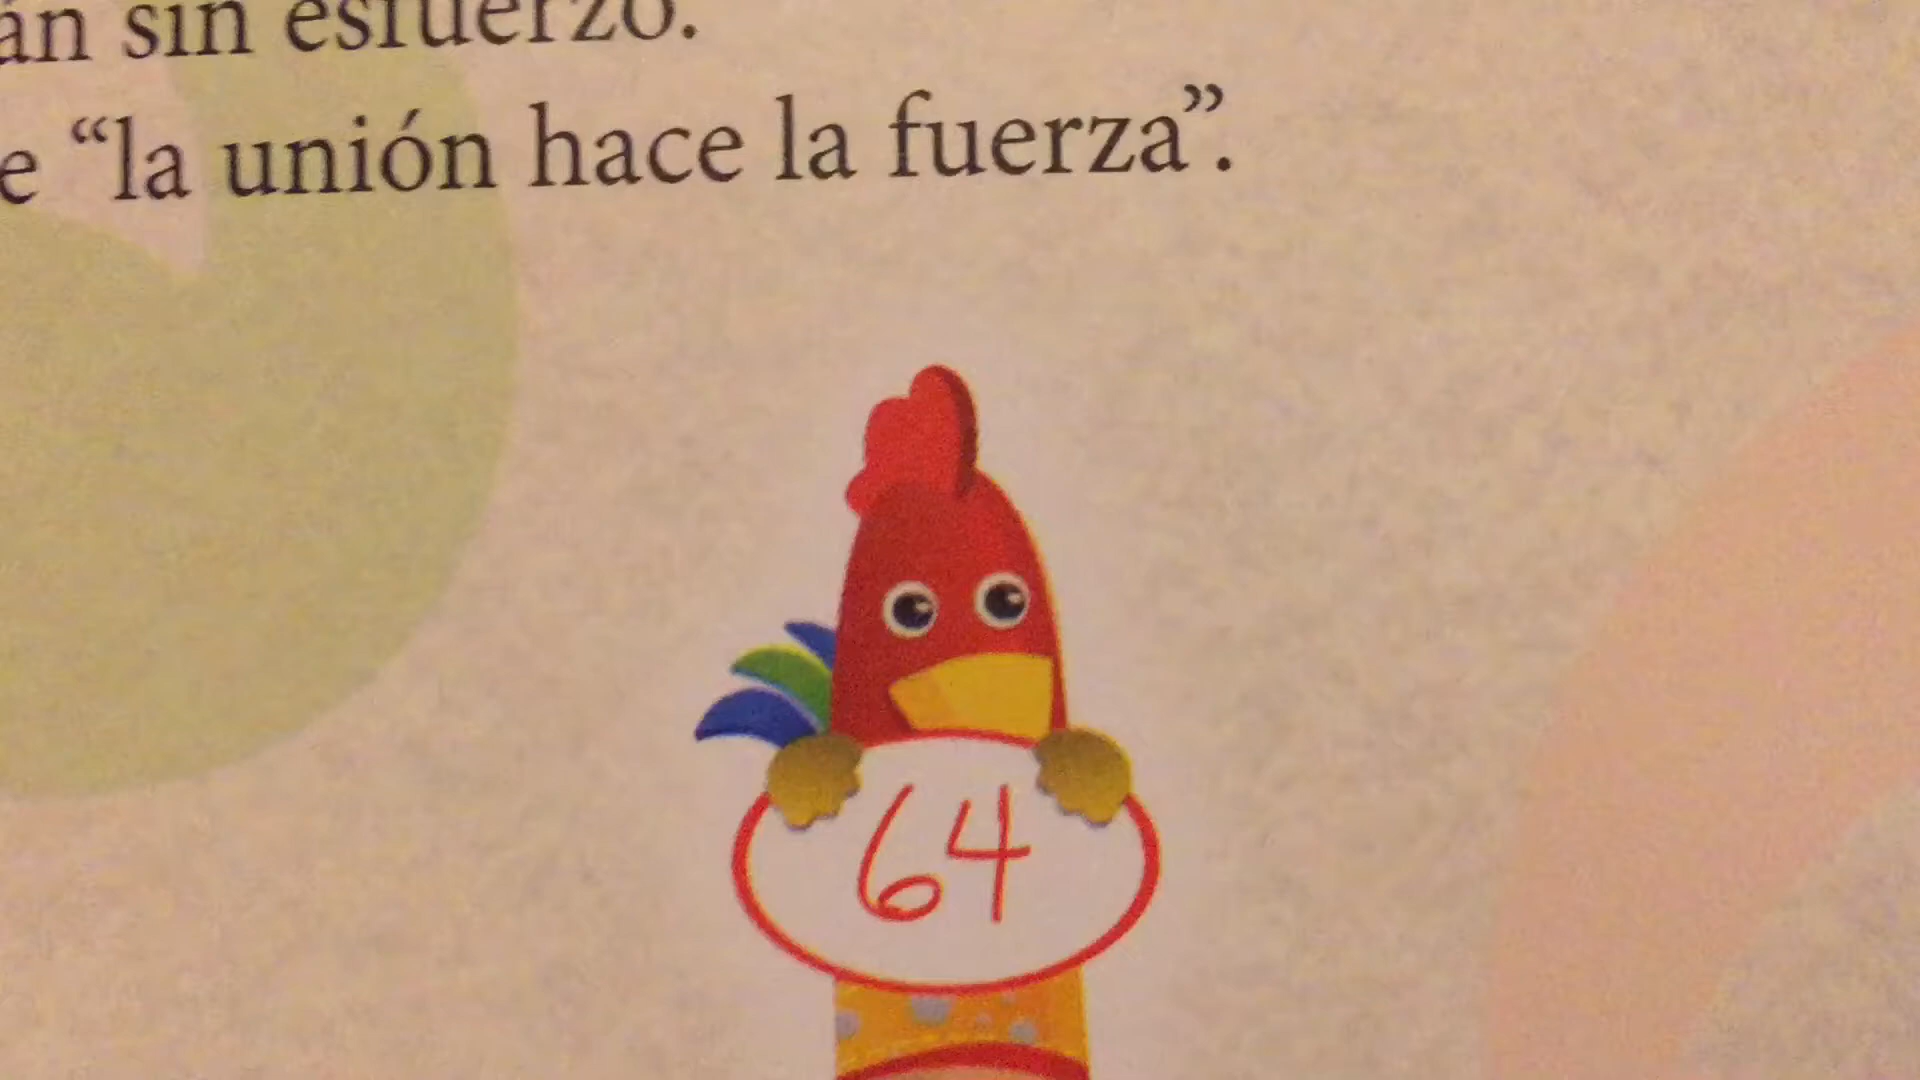 án sin esfuerzo.
e “la unión hace la fuerza”.
64